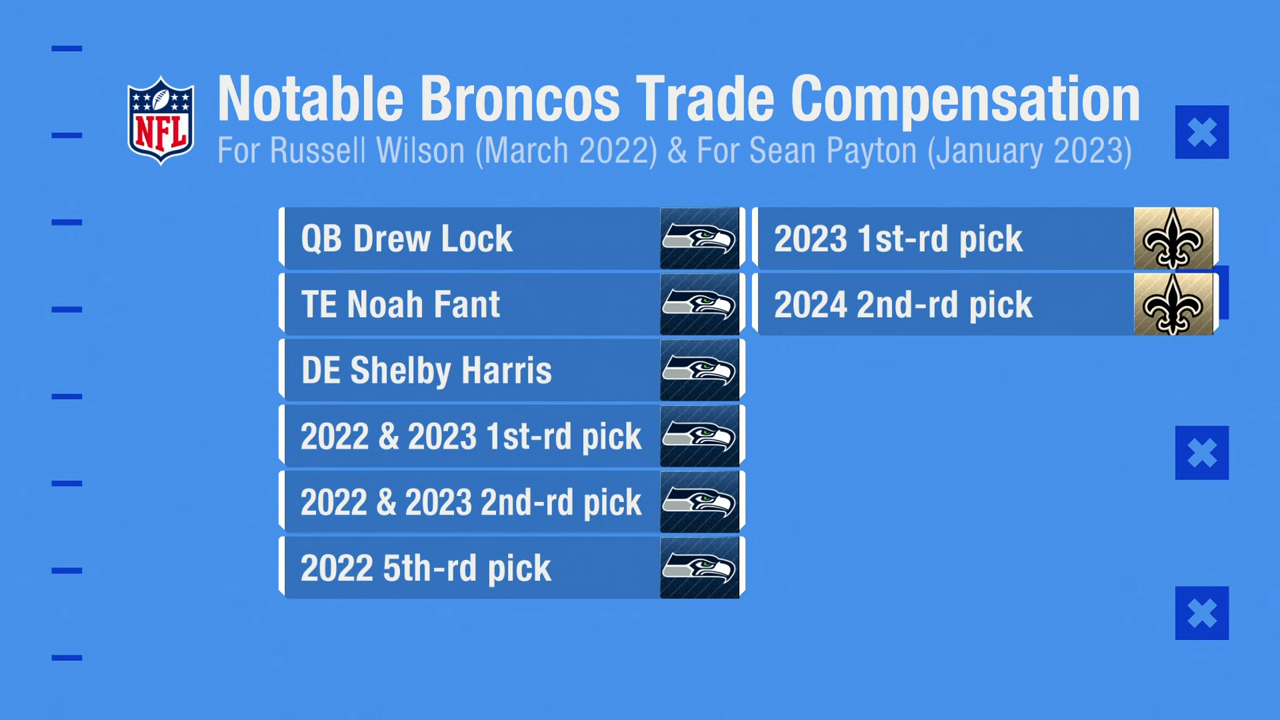 NFL
Notable Broncos Trade Compensation
For Russell Wilson (March 2022) & For Sean Payton (January 2023)
QB Drew Lock
TE Noah Fant
DE Shelby Harris
2022 & 2023 1st-rd pick
2022 & 2023 2nd-rd pick
2022 5th-rd pick
2023 1st-rd pick
2024 2nd-rd pick